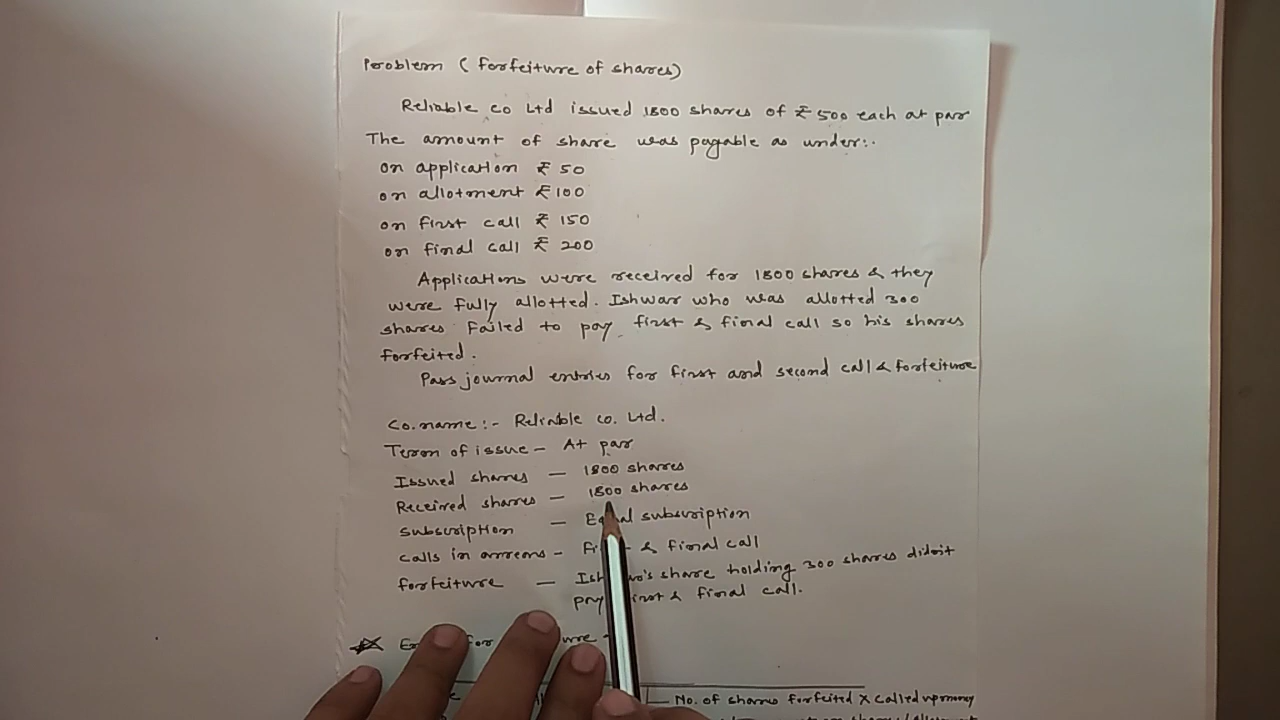 Problem ( Forfeiture of shares)
Reliable co Ltd issued 1800 shares of ₹ 500 each at par
The amount of share was payable as under:-
on application ₹ 50
on allotment ₹ 100
on first call ₹ 150
on final call ₹ 200
Applications were received for 1800 shares & they
were fully allotted. Ishwar who was allotted 300
shares failed to pay first & final call so his shares
forfeited.
Pass journal entries for first and second call & forfeiture
Co. name :- Reliable co. Ltd.
Term of issue - At par
Issued shares - 1800 shares
Received shares - 1800 shares
subscription - Equal subscription
calls in arrears - & final call
forfeiture - share holding 300 shares didn't
pay first & final call.
No. of shares forfeited X called up money